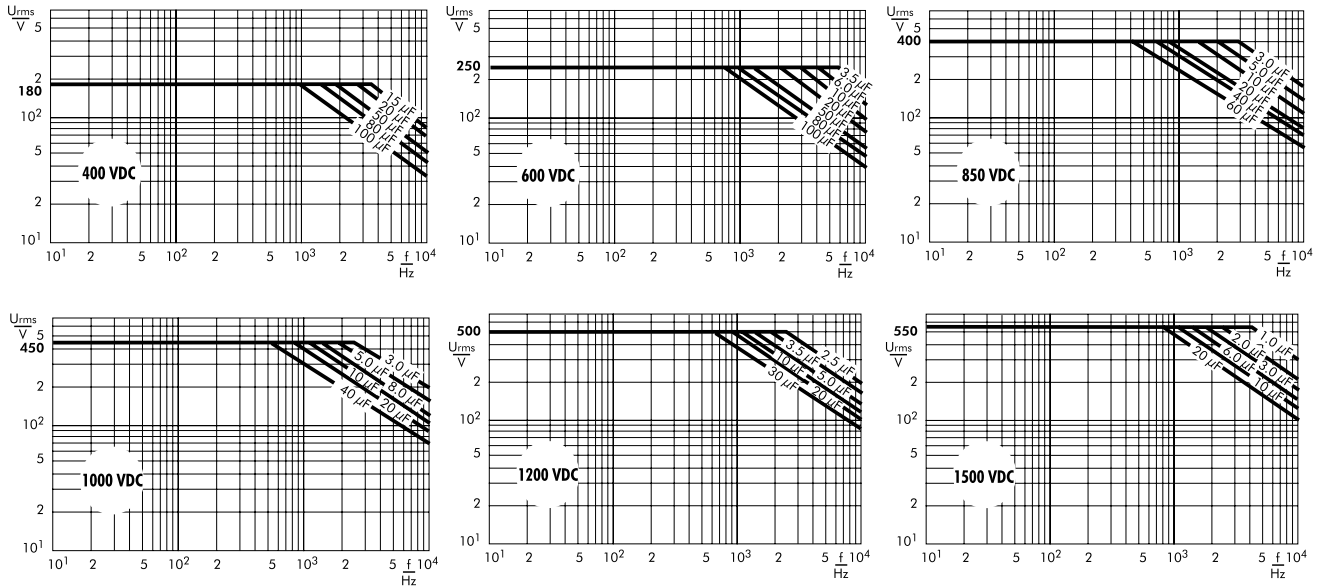 Urms
V
5
2
180
10²
5
2
10¹
15 µF
20 µF
50 µF
80 µF
100 µF
400 VDC
10¹ 2 5 10² 2 5 10³ 2 5 f 10⁴
Hz
Urms
V
5
250
2
10²
5
2
10¹
3.5 µF
6.0 µF
10 µF
20 µF
50 µF
80 µF
100 µF
600 VDC
10¹ 2 5 10² 2 5 10³ 2 5 f 10⁴
Hz
Urms
V
5
400
2
10²
5
2
10¹
3.0 µF
5.0 µF
10 µF
20 µF
40 µF
60 µF
850 VDC
10¹ 2 5 10² 2 5 10³ 2 5 f 10⁴
Hz
Urms
V
5
450
2
10²
5
2
10¹
3.0 µF
5.0 µF
8.0 µF
10 µF
20 µF
40 µF
1000 VDC
10¹ 2 5 10² 2 5 10³ 2 5 f 10⁴
Hz
500
Urms
V
2
10²
5
2
10¹
2.5 µF
3.5 µF
5.0 µF
10 µF
20 µF
30 µF
1200 VDC
10¹ 2 5 10² 2 5 10³ 2 5 f 10⁴
Hz
550
Urms
V
2
10²
5
2
10¹
1.0 µF
2.0 µF
3.0 µF
6.0 µF
10 µF
20 µF
1500 VDC
10¹ 2 5 10² 2 5 10³ 2 5 f 10⁴
Hz